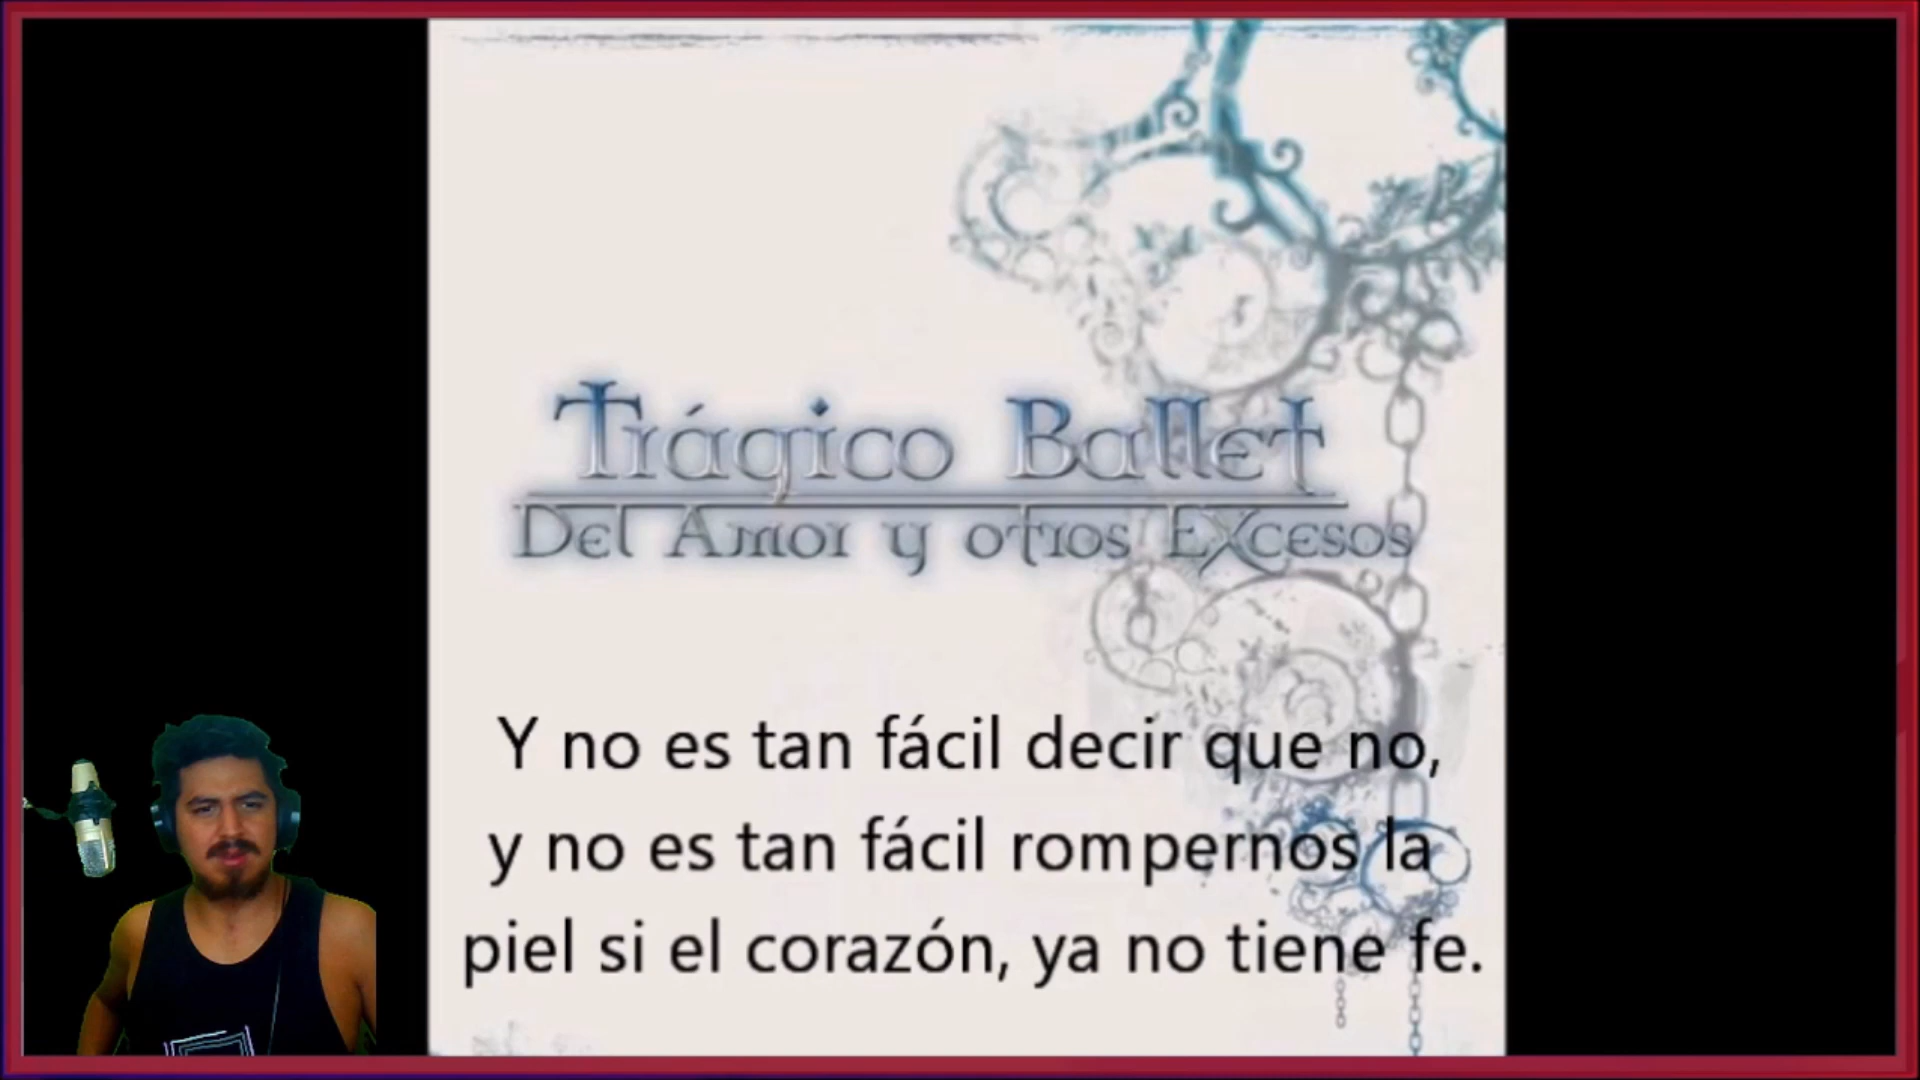 Trágico Ballet
Del Amor y otros Excesos
Y no es tan fácil decir que no,
y no es tan fácil rompernos la
piel si el corazón, ya no tiene fe.